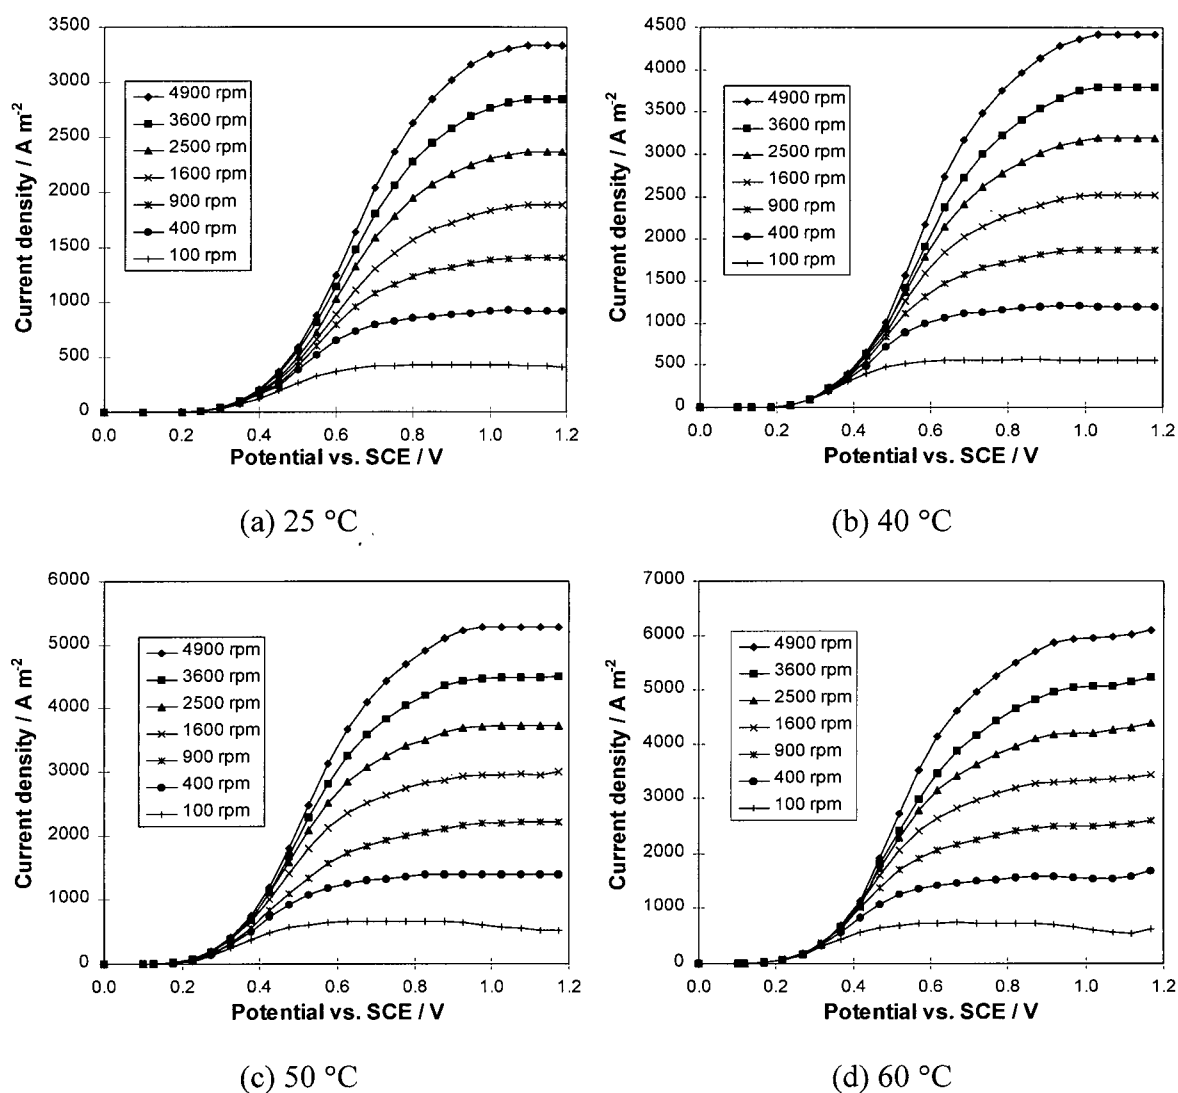 3500
3000
2500
2000
1500
1000
500
0
Current density / A m-2
4900 rpm
3600 rpm
2500 rpm
1600 rpm
900 rpm
400 rpm
100 rpm
0.0 0.2 0.4 0.6 0.8 1.0 1.2
Potential vs. SCE / V
(a) 25 °C
4500
4000
3500
3000
2500
2000
1500
1000
500
0
Current density / A m-2
4900 rpm
3600 rpm
2500 rpm
1600 rpm
900 rpm
400 rpm
100 rpm
0.0 0.2 0.4 0.6 0.8 1.0 1.2
Potential vs. SCE / V
(b) 40 °C
6000
5000
4000
3000
2000
1000
0
Current density / A m-2
4900 rpm
3600 rpm
2500 rpm
1600 rpm
900 rpm
400 rpm
100 rpm
0.0 0.2 0.4 0.6 0.8 1.0 1.2
Potential vs. SCE / V
(c) 50 °C
7000
6000
5000
4000
3000
2000
1000
0
Current density / A m-2
4900 rpm
3600 rpm
2500 rpm
1600 rpm
900 rpm
400 rpm
100 rpm
0.0 0.2 0.4 0.6 0.8 1.0 1.2
Potential vs. SCE / V
(d) 60 °C